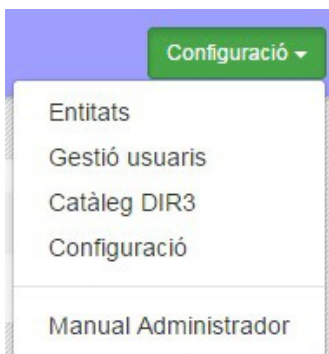 Configuració
Entitats
Gestió usuaris
Catàleg DIR3
Configuració
Manual Administrador